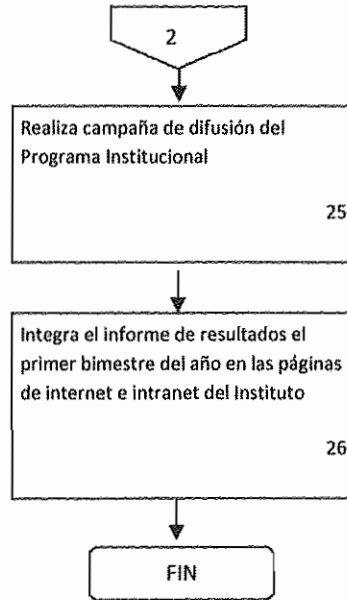 2
Realiza campaña de difusión del
Programa Institucional
25
Integra el informe de resultados el
primer bimestre del año en las páginas
de internet e intranet del Instituto
26
FIN